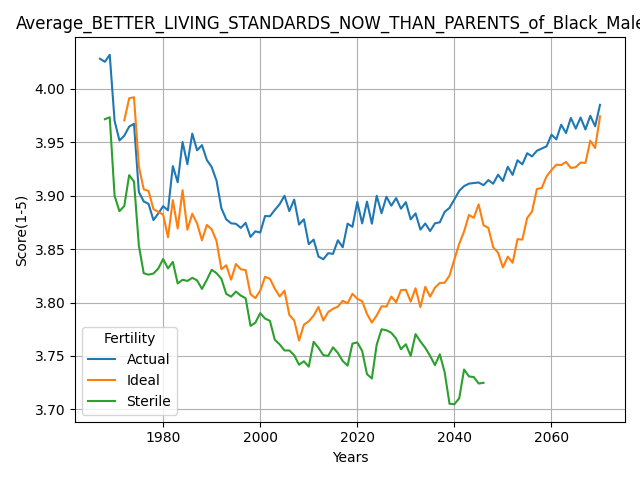 Average_BETTER_LIVING_STANDARDS_NOW_THAN_PARENTS_of_Black_Male
4.00
3.95
3.90
3.85
3.80
3.75
3.70
Score(1-5)
Fertility
Actual
Ideal
Sterile
1980 2000 2020 2040 2060
Years